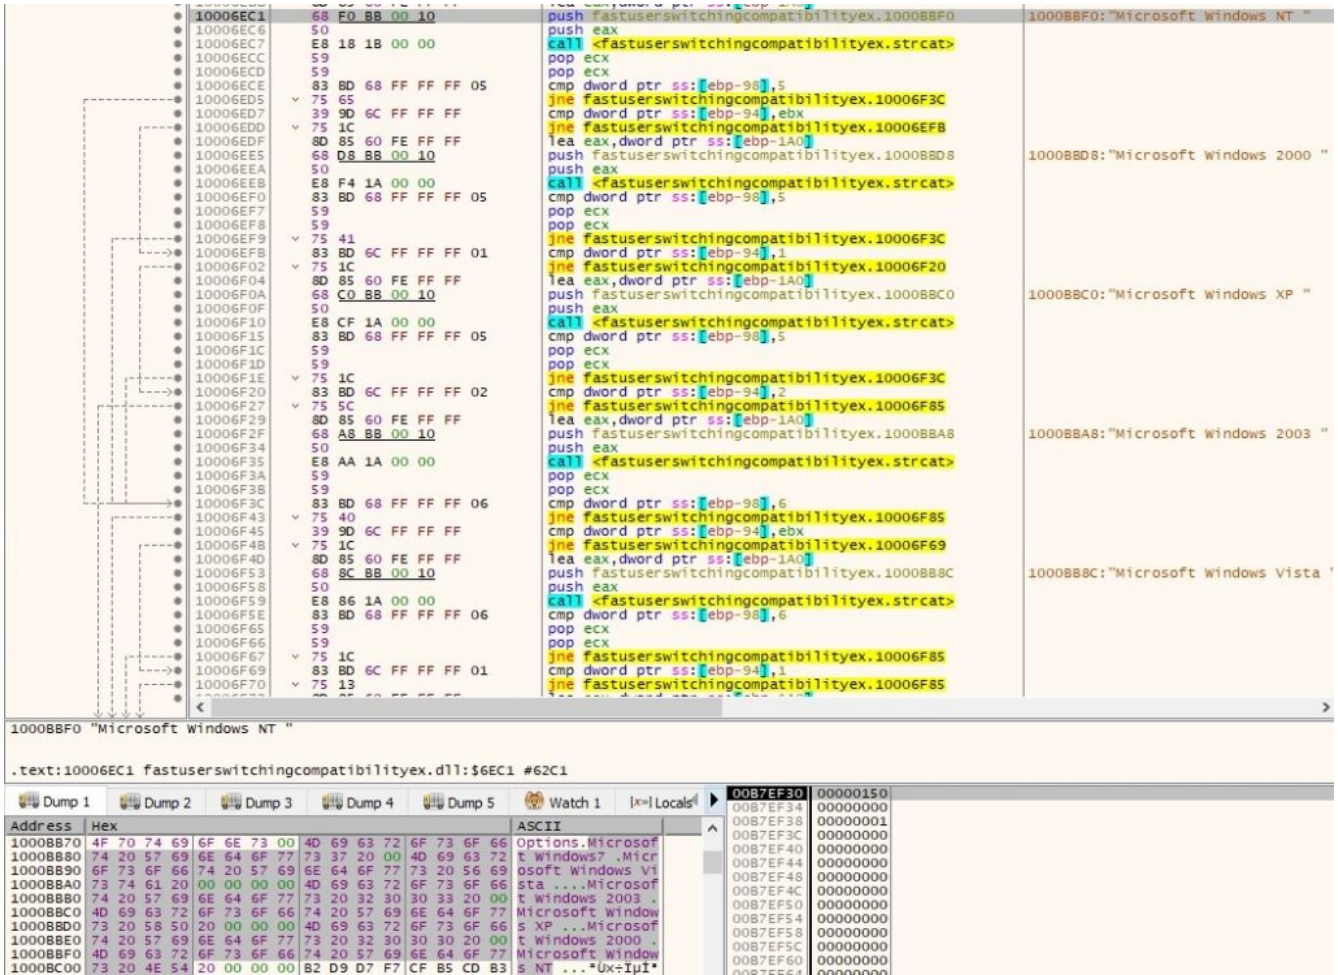 10006EC1 68 F0 BB 00 10 push fastuserswitchingcompatibilityex.1000BBF0 1000BBF0:"Microsoft Windows NT "
10006EC6 50 push eax
10006EC7 E8 18 1B 00 00 call <fastuserswitchingcompatibilityex.strcat>
10006ECC 59 pop ecx
10006ECD 59 pop ecx
10006ECE 83 BD 68 FF FF FF 05 cmp dword ptr ss:[ebp-98],5
10006ED5 75 65 jne fastuserswitchingcompatibilityex.10006F3C
10006ED7 39 9D 6C FF FF FF cmp dword ptr ss:[ebp-94],ebx
10006EDD 75 1C jne fastuserswitchingcompatibilityex.10006EFB
10006EDF 8D 85 60 FE FF FF lea eax,dword ptr ss:[ebp-1A0]
10006EE5 68 D8 BB 00 10 push fastuserswitchingcompatibilityex.1000BBD8 1000BBD8:"Microsoft Windows 2000 "
10006EEA 50 push eax
10006EEB E8 F4 1A 00 00 call <fastuserswitchingcompatibilityex.strcat>
10006EF0 83 BD 68 FF FF FF 05 cmp dword ptr ss:[ebp-98],5
10006EF7 59 pop ecx
10006EF8 59 pop ecx
10006EF9 75 41 jne fastuserswitchingcompatibilityex.10006F3C
10006EFB 83 BD 6C FF FF FF 01 cmp dword ptr ss:[ebp-94],1
10006F02 75 1C jne fastuserswitchingcompatibilityex.10006F20
10006F04 8D 85 60 FE FF FF lea eax,dword ptr ss:[ebp-1A0]
10006F0A 68 C0 BB 00 10 push fastuserswitchingcompatibilityex.1000BBC0 1000BBC0:"Microsoft Windows XP "
10006F0F 50 push eax
10006F10 E8 CF 1A 00 00 call <fastuserswitchingcompatibilityex.strcat>
10006F15 83 BD 68 FF FF FF 05 cmp dword ptr ss:[ebp-98],5
10006F1C 59 pop ecx
10006F1D 59 pop ecx
10006F1E 75 1C jne fastuserswitchingcompatibilityex.10006F3C
10006F20 83 BD 6C FF FF FF 02 cmp dword ptr ss:[ebp-94],2
10006F27 75 5C jne fastuserswitchingcompatibilityex.10006F85
10006F29 8D 85 60 FE FF FF lea eax,dword ptr ss:[ebp-1A0]
10006F2F 68 A8 BB 00 10 push fastuserswitchingcompatibilityex.1000BBA8 1000BBA8:"Microsoft Windows 2003 "
10006F34 50 push eax
10006F35 E8 AA 1A 00 00 call <fastuserswitchingcompatibilityex.strcat>
10006F3A 59 pop ecx
10006F3B 59 pop ecx
10006F3C 83 BD 68 FF FF FF 06 cmp dword ptr ss:[ebp-98],6
10006F43 75 40 jne fastuserswitchingcompatibilityex.10006F85
10006F45 39 9D 6C FF FF FF cmp dword ptr ss:[ebp-94],ebx
10006F4B 75 1C jne fastuserswitchingcompatibilityex.10006F69
10006F4D 8D 85 60 FE FF FF lea eax,dword ptr ss:[ebp-1A0]
10006F53 68 8C BB 00 10 push fastuserswitchingcompatibilityex.1000BB8C 1000BB8C:"Microsoft Windows Vista "
10006F58 50 push eax
10006F59 E8 86 1A 00 00 call <fastuserswitchingcompatibilityex.strcat>
10006F5E 83 BD 68 FF FF FF 06 cmp dword ptr ss:[ebp-98],6
10006F65 59 pop ecx
10006F66 59 pop ecx
10006F67 75 1C jne fastuserswitchingcompatibilityex.10006F85
10006F69 83 BD 6C FF FF FF 01 cmp dword ptr ss:[ebp-94],1
10006F70 75 13 jne fastuserswitchingcompatibilityex.10006F85
1000BBF0 "Microsoft Windows NT "
.text:10006EC1 fastuserswitchingcompatibilityex.dll:$6EC1 #62C1
Dump 1 Dump 2 Dump 3 Dump 4 Dump 5 Watch 1 [x=] Locals
Address Hex ASCII
1000BB70 4F 70 74 69 6F 6E 73 00 4D 69 63 72 6F 73 6F 66 Options.Microsof
1000BB80 74 20 57 69 6E 64 6F 77 73 37 20 00 4D 69 63 72 t Windows7 .Micr
1000BB90 6F 73 6F 66 74 20 57 69 6E 64 6F 77 73 20 56 69 osoft Windows Vi
1000BBA0 73 74 61 20 00 00 00 00 4D 69 63 72 6F 73 6F 66 sta ....Microsof
1000BBB0 74 20 57 69 6E 64 6F 77 73 20 32 30 30 33 20 00 t Windows 2003 .
1000BBC0 4D 69 63 72 6F 73 6F 66 74 20 57 69 6E 64 6F 77 Microsoft Window
1000BBD0 73 20 58 50 20 00 00 00 4D 69 63 72 6F 73 6F 66 s XP ...Microsof
1000BBE0 74 20 57 69 6E 64 6F 77 73 20 32 30 30 30 20 00 t Windows 2000 .
1000BBF0 4D 69 63 72 6F 73 6F 66 74 20 57 69 6E 64 6F 77 Microsoft Window
1000BC00 73 20 4E 54 20 00 00 00 B2 D9 D7 F7 CF B5 CD B3 s NT ...²Ù×÷ÏµÍ³
00B7EF30 00000150
00B7EF34 00000000
00B7EF38 00000001
00B7EF3C 00000000
00B7EF40 00000000
00B7EF44 00000000
00B7EF48 00000000
00B7EF4C 00000000
00B7EF50 00000000
00B7EF54 00000000
00B7EF58 00000000
00B7EF5C 00000000
00B7EF60 00000000
00B7EF64 00000000